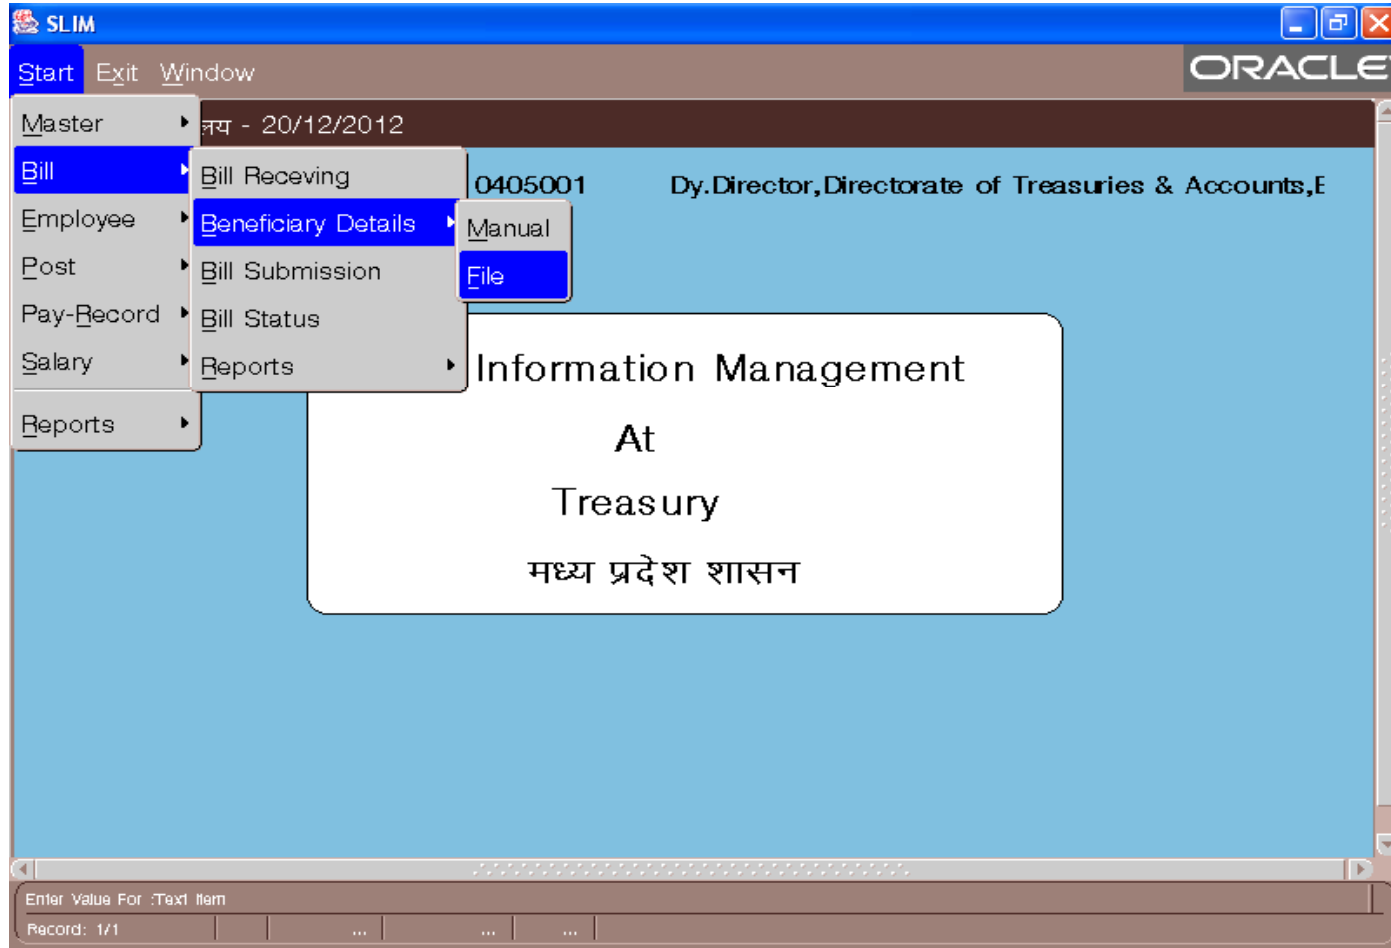 SLIM
Start Exit Window
ORACLE
Master
लय - 20/12/2012
Bill
Bill Receving
0405001 Dy.Director,Directorate of Treasuries & Accounts,E
Employee
Beneficiary Details
Manual
Post
Bill Submission
File
Pay-Record
Bill Status
Salary
Reports
Information Management
Reports
At
Treasury
मध्य प्रदेश शासन
Enter Value For :Text Item
Record: 1/1 ... ... ...